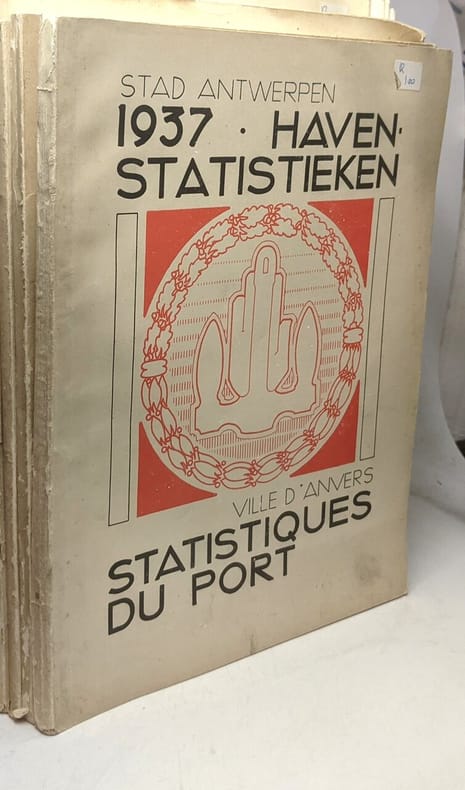 STAD ANTWERPEN
1937 · HAVEN-
STATISTIEKEN
VILLE D'ANVERS
STATISTIQUES
DU PORT